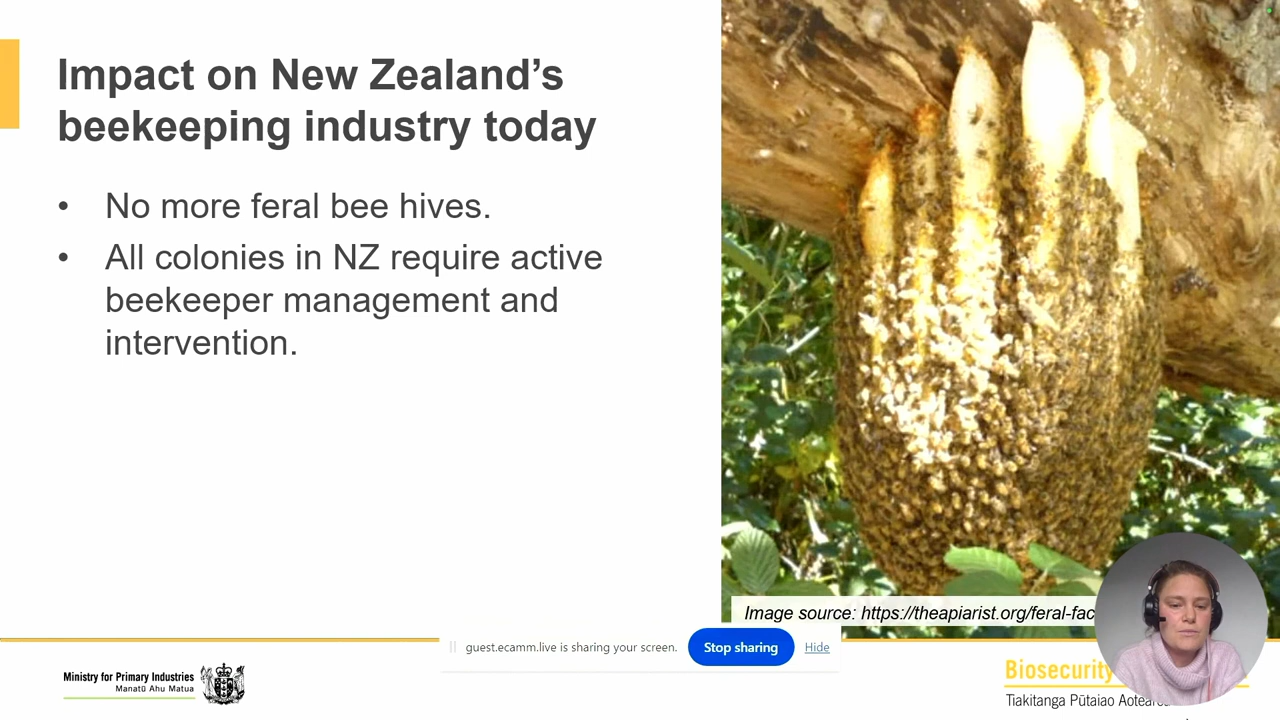 Impact on New Zealand’s
beekeeping industry today
• No more feral bee hives.
• All colonies in NZ require active
beekeeper management and
intervention.
Image source: https://theapiarist.org/feral-fac
guest.ecamm.live is sharing your screen.
Stop sharing
Hide
Ministry for Primary Industries
Manatū Ahu Matua
Biosecurity
Tiakitanga Pūtaiao